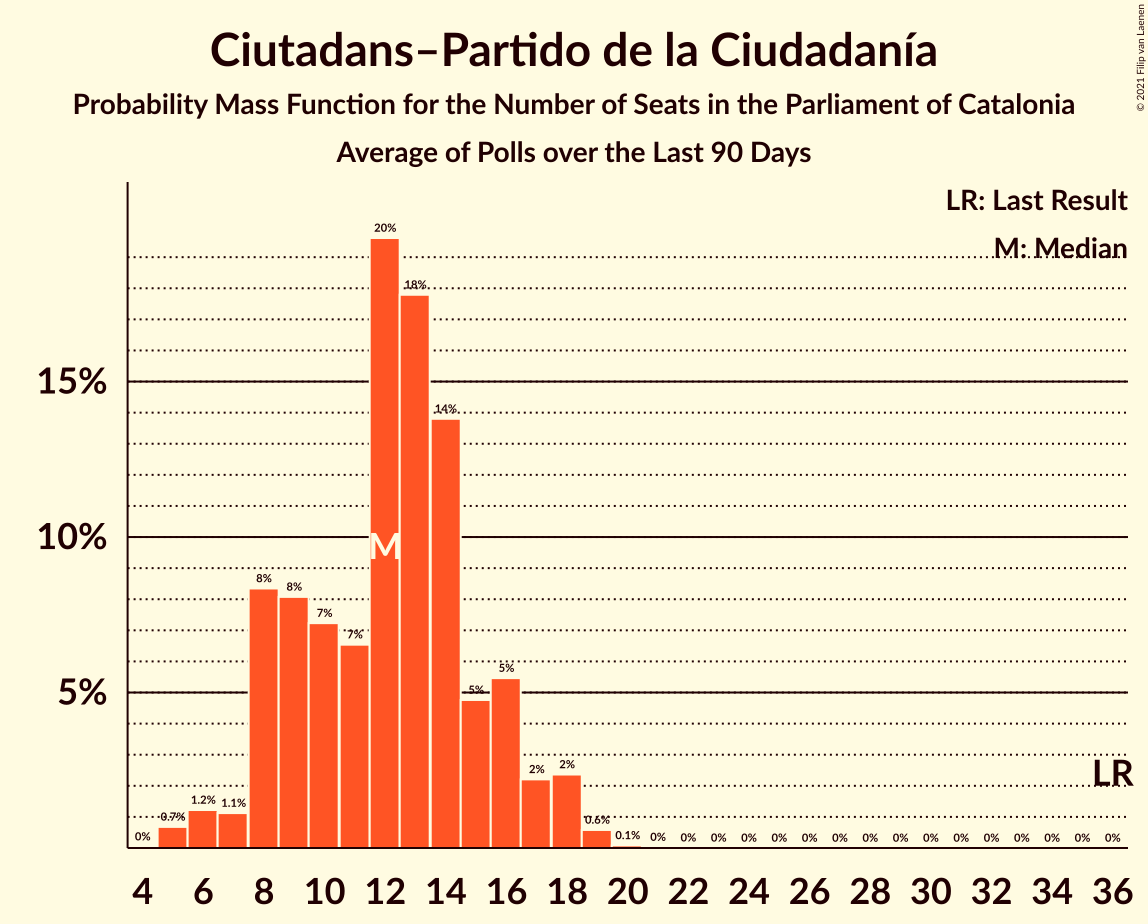 Ciutadans–Partido de la Ciudadanía
Probability Mass Function for the Number of Seats in the Parliament of Catalonia
Average of Polls over the Last 90 Days
© 2021 Filip van Laenen
LR: Last Result
M: Median
15%
10%
5%
0% 0.7% 1.2% 1.1% 8% 8% 7% 7% 20% 18% 14% 5% 5% 2% 2% 0.6% 0.1% 0% 0% 0% 0% 0% 0% 0% 0% 0% 0% 0% 0% 0% 0% 0% 0%
M
LR
4 6 8 10 12 14 16 18 20 22 24 26 28 30 32 34 36